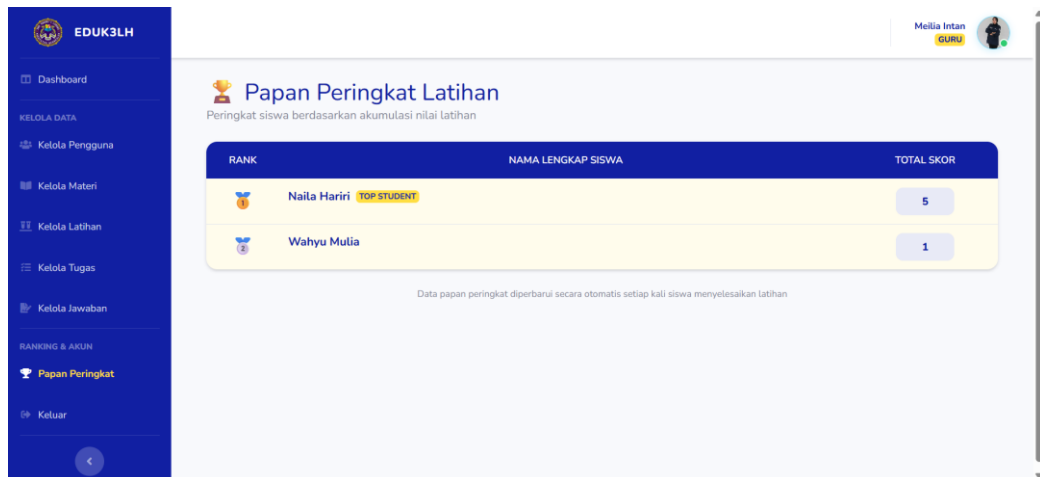 EDUK3LH
Meilia Intan
GURU
Dashboard
KELOLA DATA
Kelola Pengguna
Kelola Materi
Kelola Latihan
Kelola Tugas
Kelola Jawaban
RANKING & AKUN
Papan Peringkat
Keluar
Papan Peringkat Latihan
Peringkat siswa berdasarkan akumulasi nilai latihan
RANK NAMA LENGKAP SISWA TOTAL SKOR
1 Naila Hariri TOP STUDENT 5
2 Wahyu Mulia 1
Data papan peringkat diperbarui secara otomatis setiap kali siswa menyelesaikan latihan